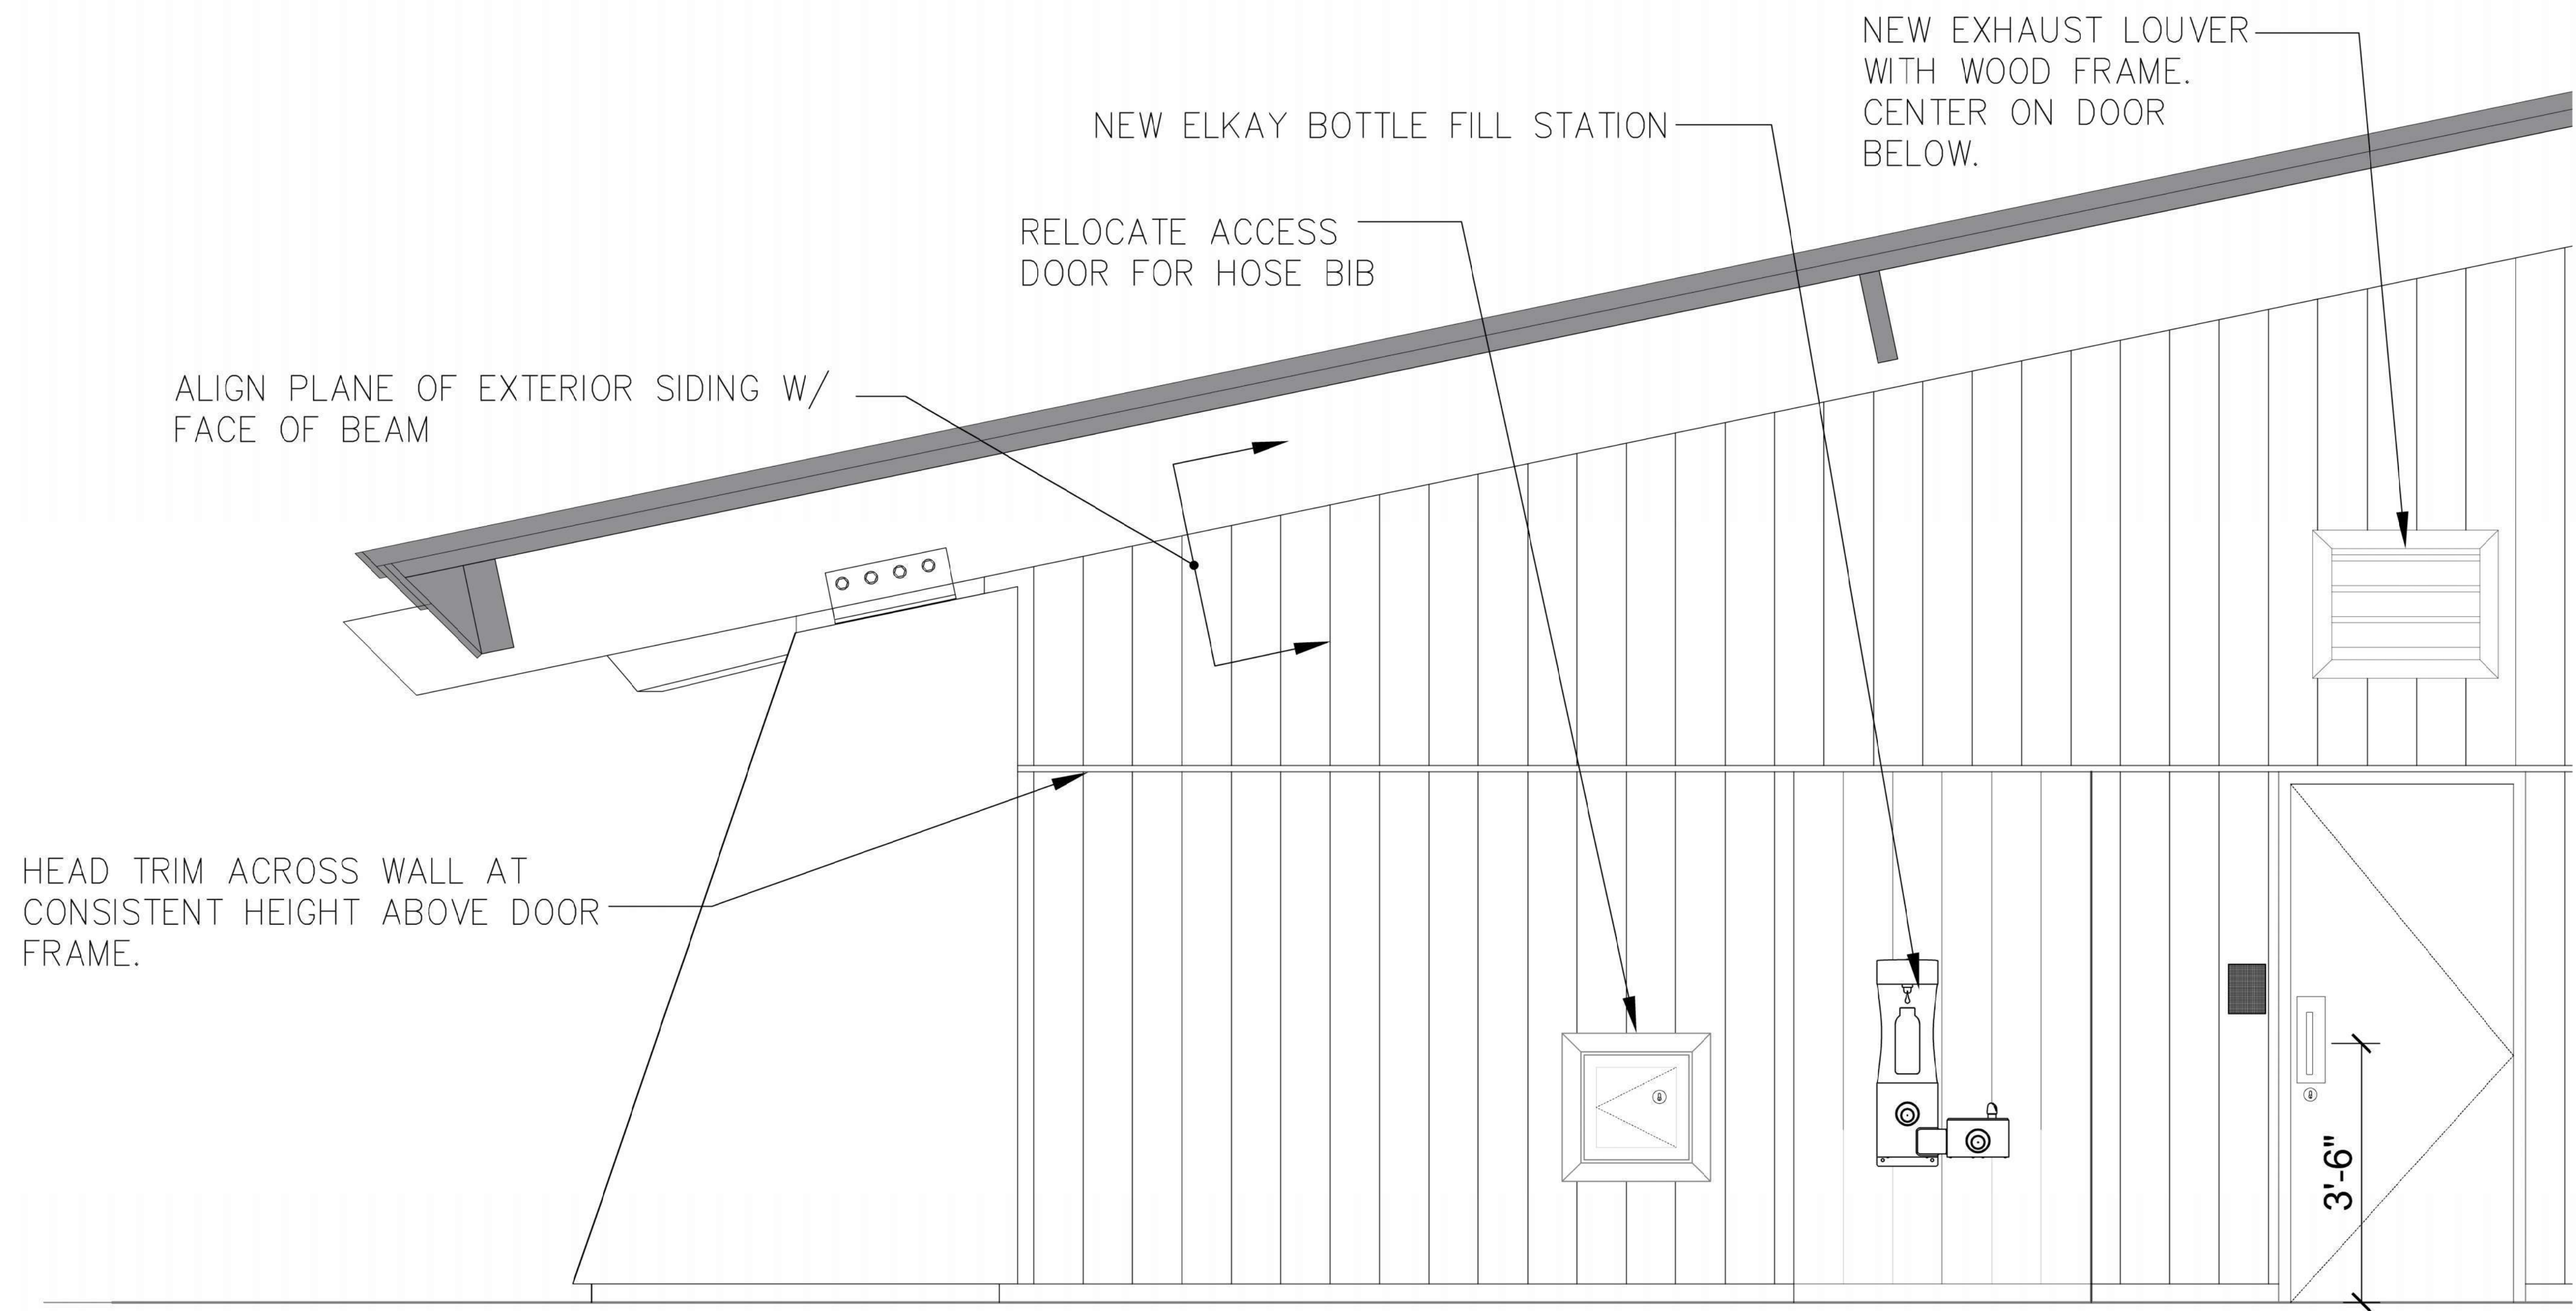 NEW EXHAUST LOUVER
WITH WOOD FRAME.
CENTER ON DOOR
BELOW.
NEW ELKAY BOTTLE FILL STATION
RELOCATE ACCESS
DOOR FOR HOSE BIB
ALIGN PLANE OF EXTERIOR SIDING W/
FACE OF BEAM
HEAD TRIM ACROSS WALL AT
CONSISTENT HEIGHT ABOVE DOOR
FRAME.
3'-6"